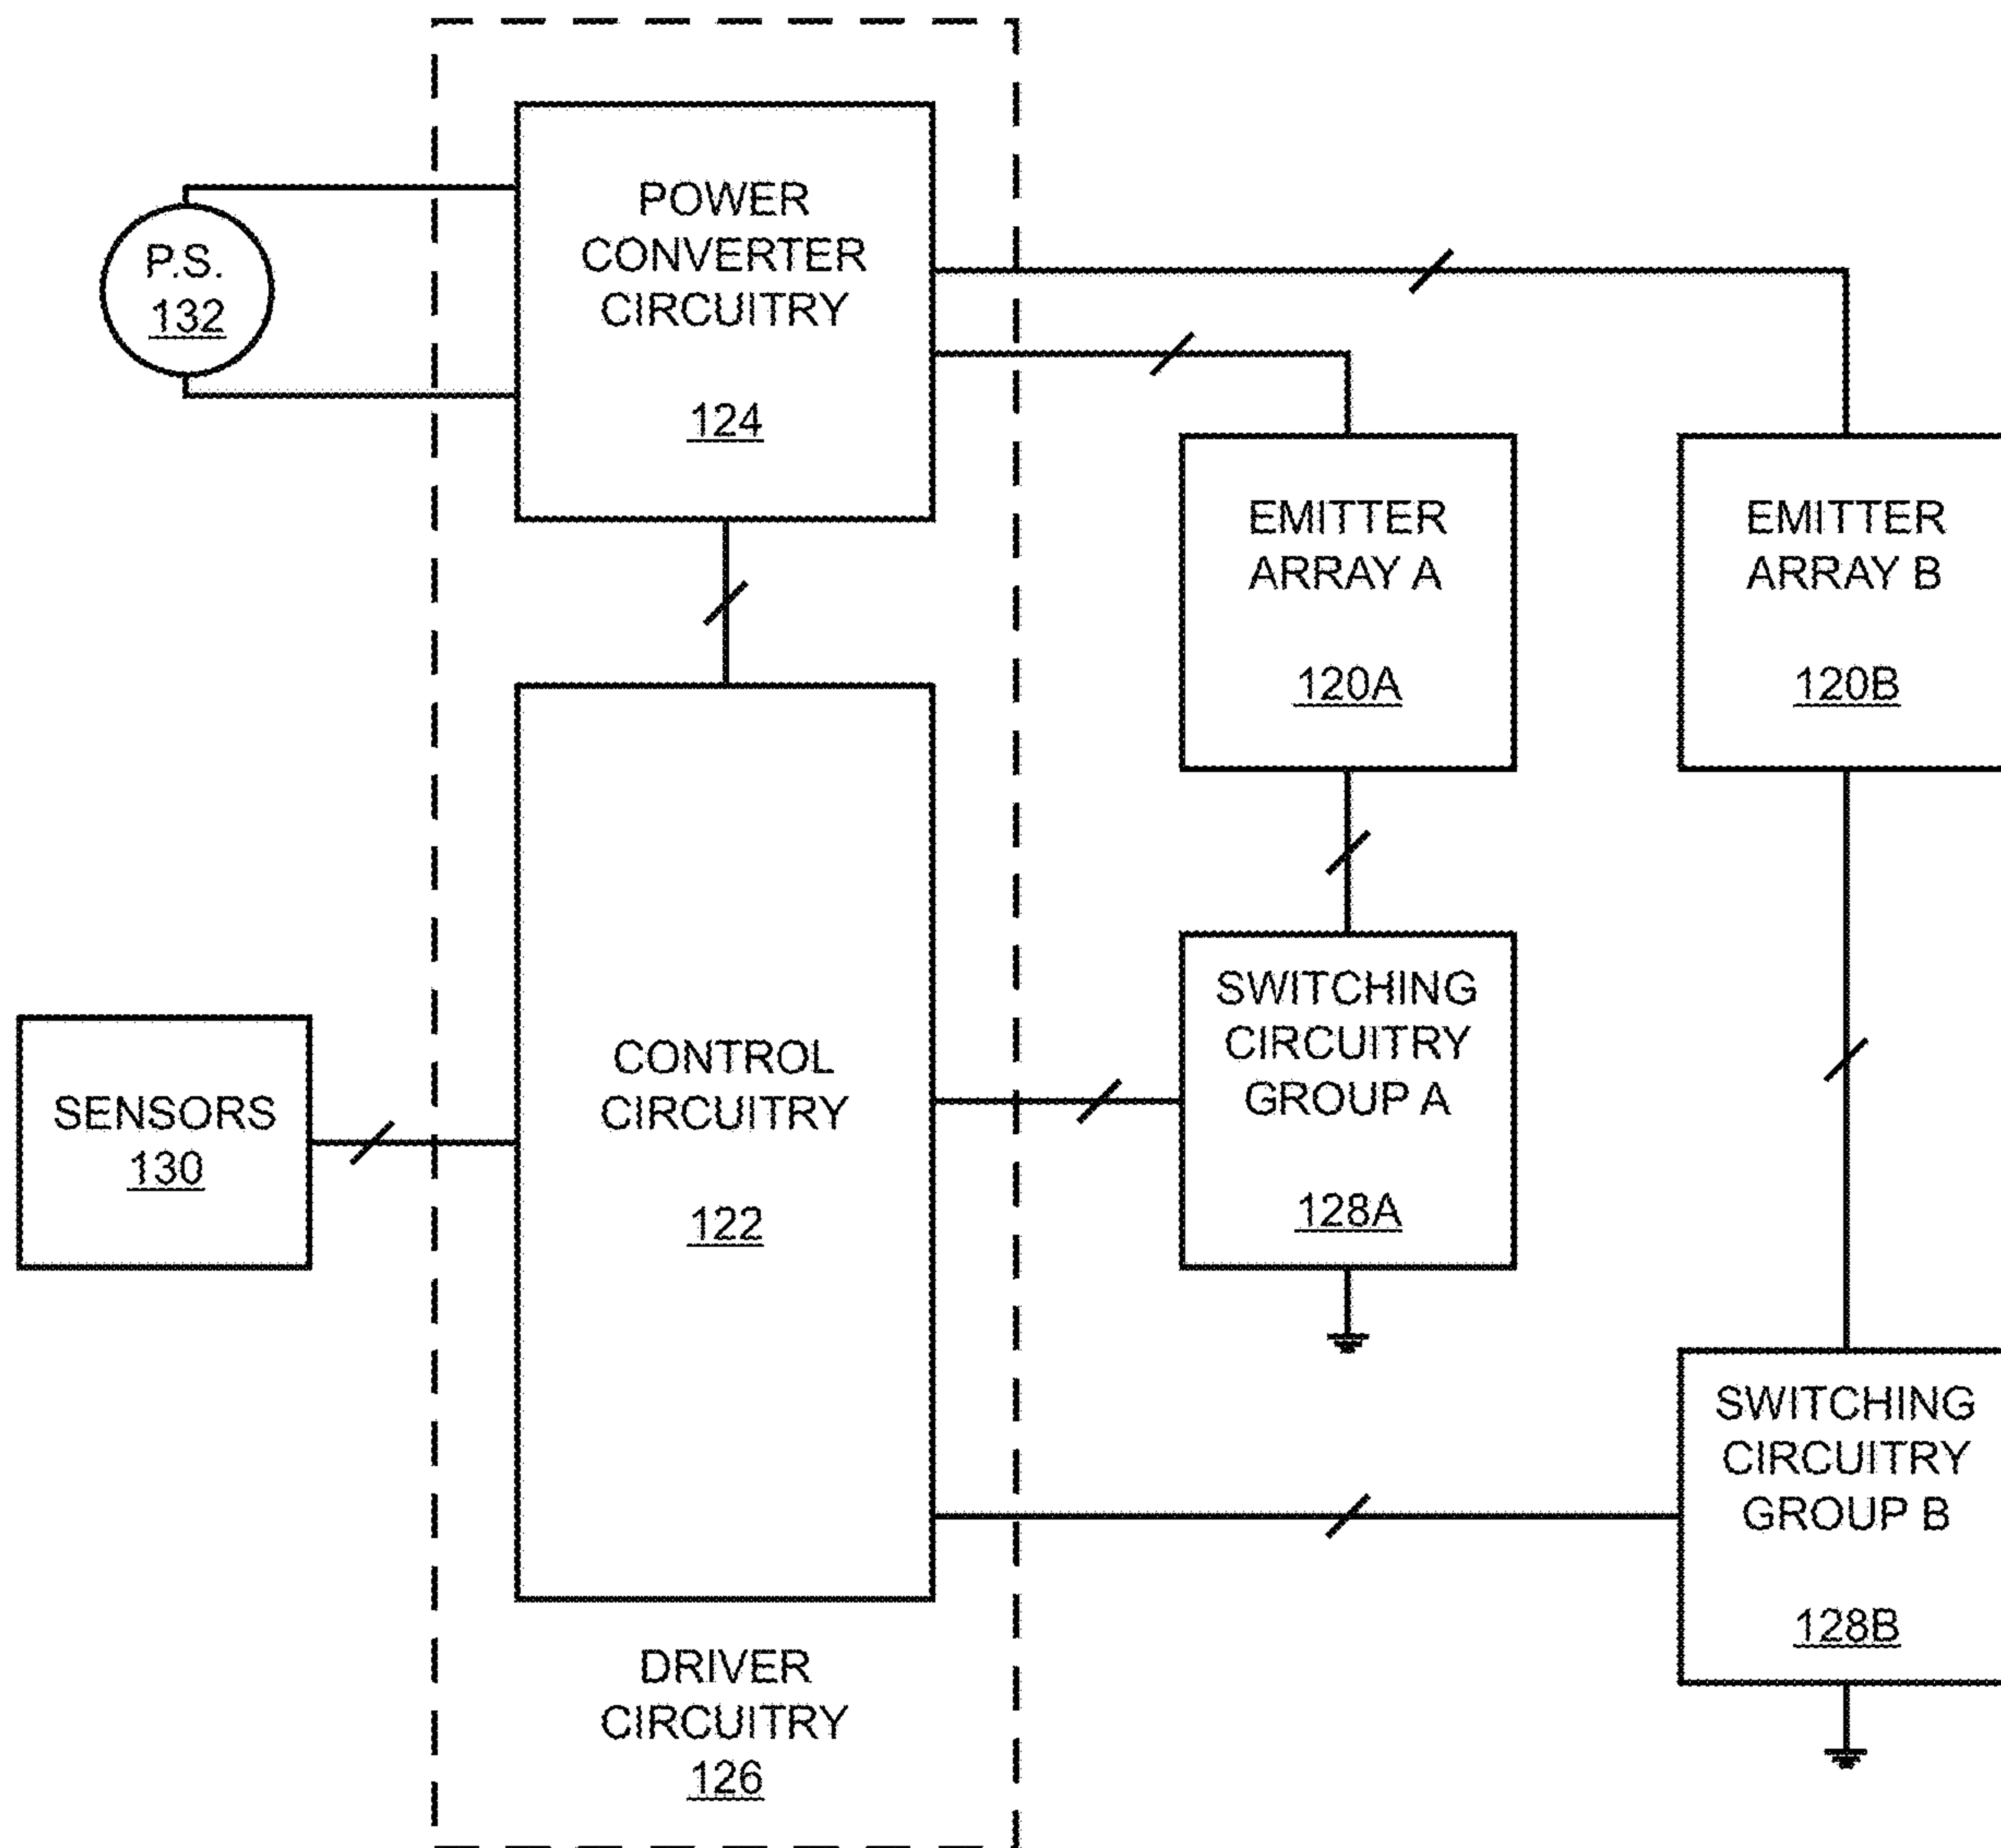 POWER
CONVERTER
CIRCUITRY
124
P.S.
132
EMITTER
ARRAY A
120A
EMITTER
ARRAY B
120B
SENSORS
130
CONTROL
CIRCUITRY
122
SWITCHING
CIRCUITRY
GROUP A
128A
SWITCHING
CIRCUITRY
GROUP B
128B
DRIVER
CIRCUITRY
126